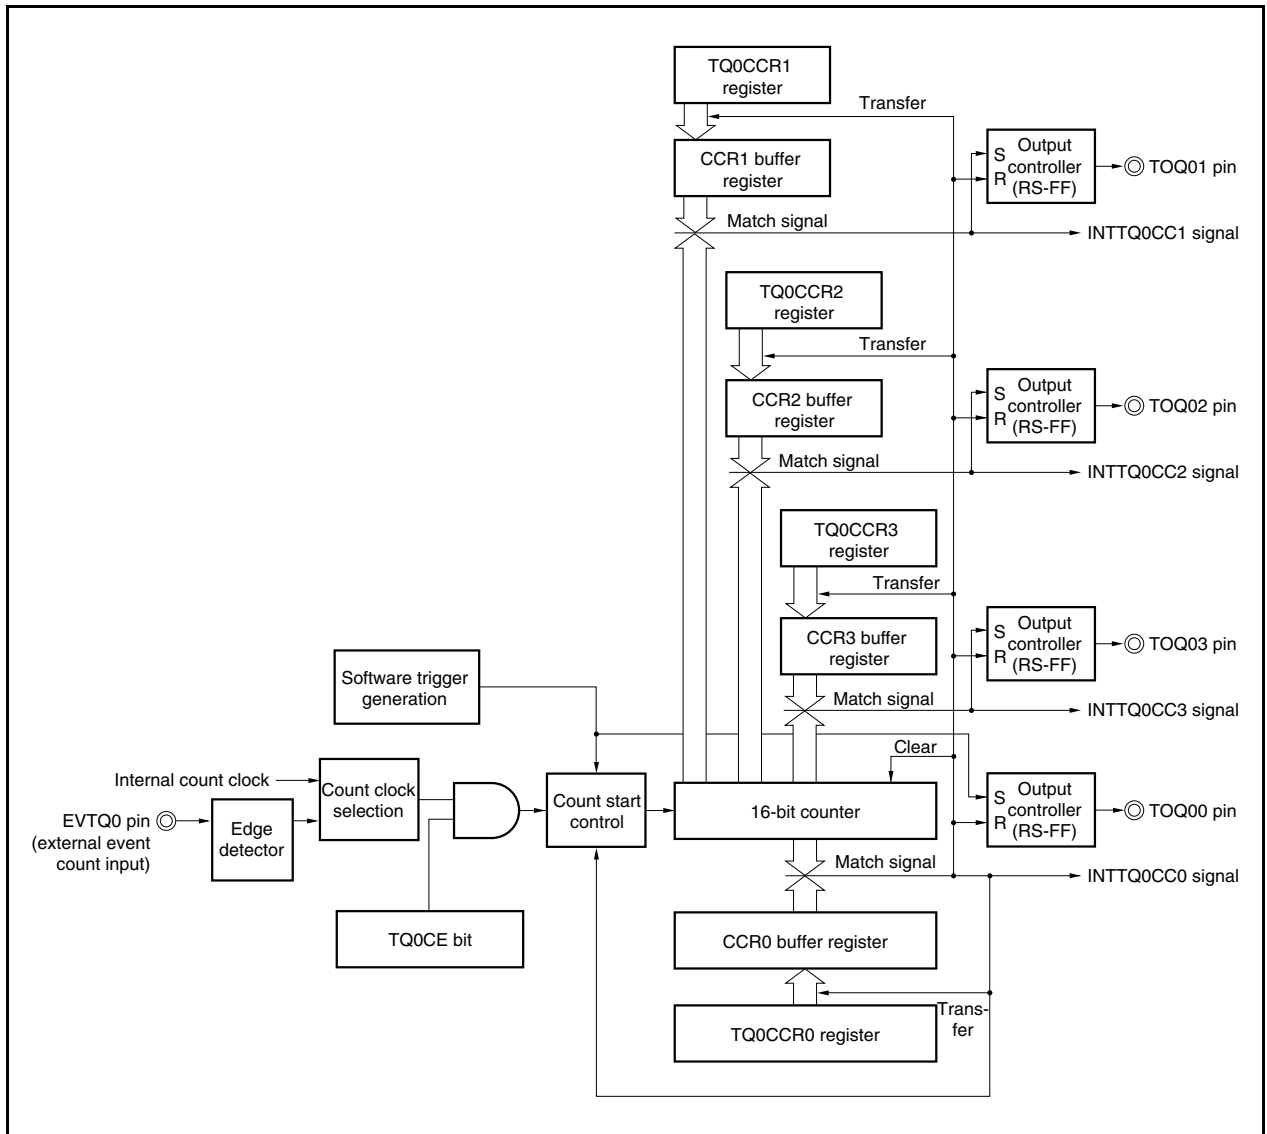 TQ0CCR1
register
Transfer
CCR1 buffer
register
S
R
Output
controller
(RS-FF)
TOQ01 pin
Match signal
INTTQ0CC1 signal
TQ0CCR2
register
Transfer
CCR2 buffer
register
S
R
Output
controller
(RS-FF)
TOQ02 pin
Match signal
INTTQ0CC2 signal
TQ0CCR3
register
Transfer
CCR3 buffer
register
S
R
Output
controller
(RS-FF)
TOQ03 pin
Match signal
INTTQ0CC3 signal
Software trigger
generation
Clear
Internal count clock
Count clock
selection
EVTQ0 pin
(external event
count input)
Edge
detector
Count start
control
16-bit counter
S
R
Output
controller
(RS-FF)
TOQ00 pin
Match signal
INTTQ0CC0 signal
TQ0CE bit
CCR0 buffer register
Trans-
fer
TQ0CCR0 register